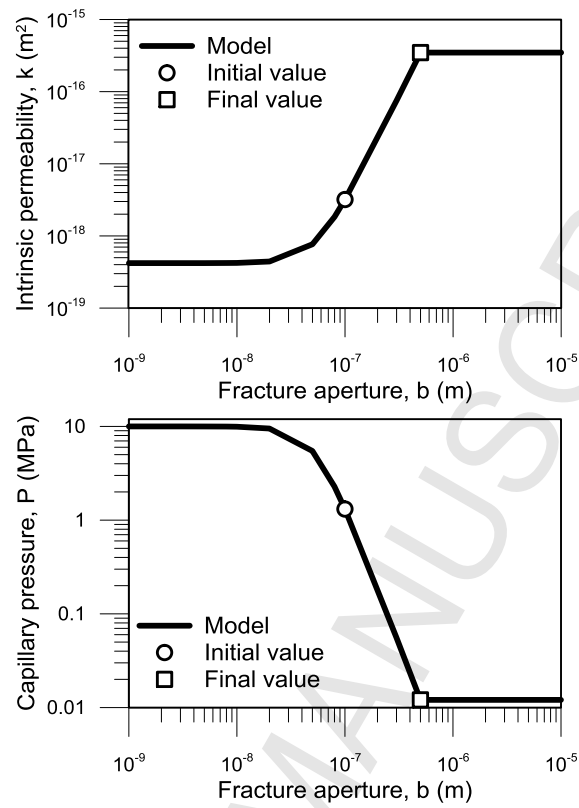 10⁻¹⁵
10⁻¹⁶
10⁻¹⁷
10⁻¹⁸
10⁻¹⁹
Intrinsic permeability, k (m²)
Model
Initial value
Final value
10⁻⁹ 10⁻⁸ 10⁻⁷ 10⁻⁶ 10⁻⁵
Fracture aperture, b (m)
10
1
0.1
0.01
Capillary pressure, P (MPa)
Model
Initial value
Final value
10⁻⁹ 10⁻⁸ 10⁻⁷ 10⁻⁶ 10⁻⁵
Fracture aperture, b (m)
MANUSCR